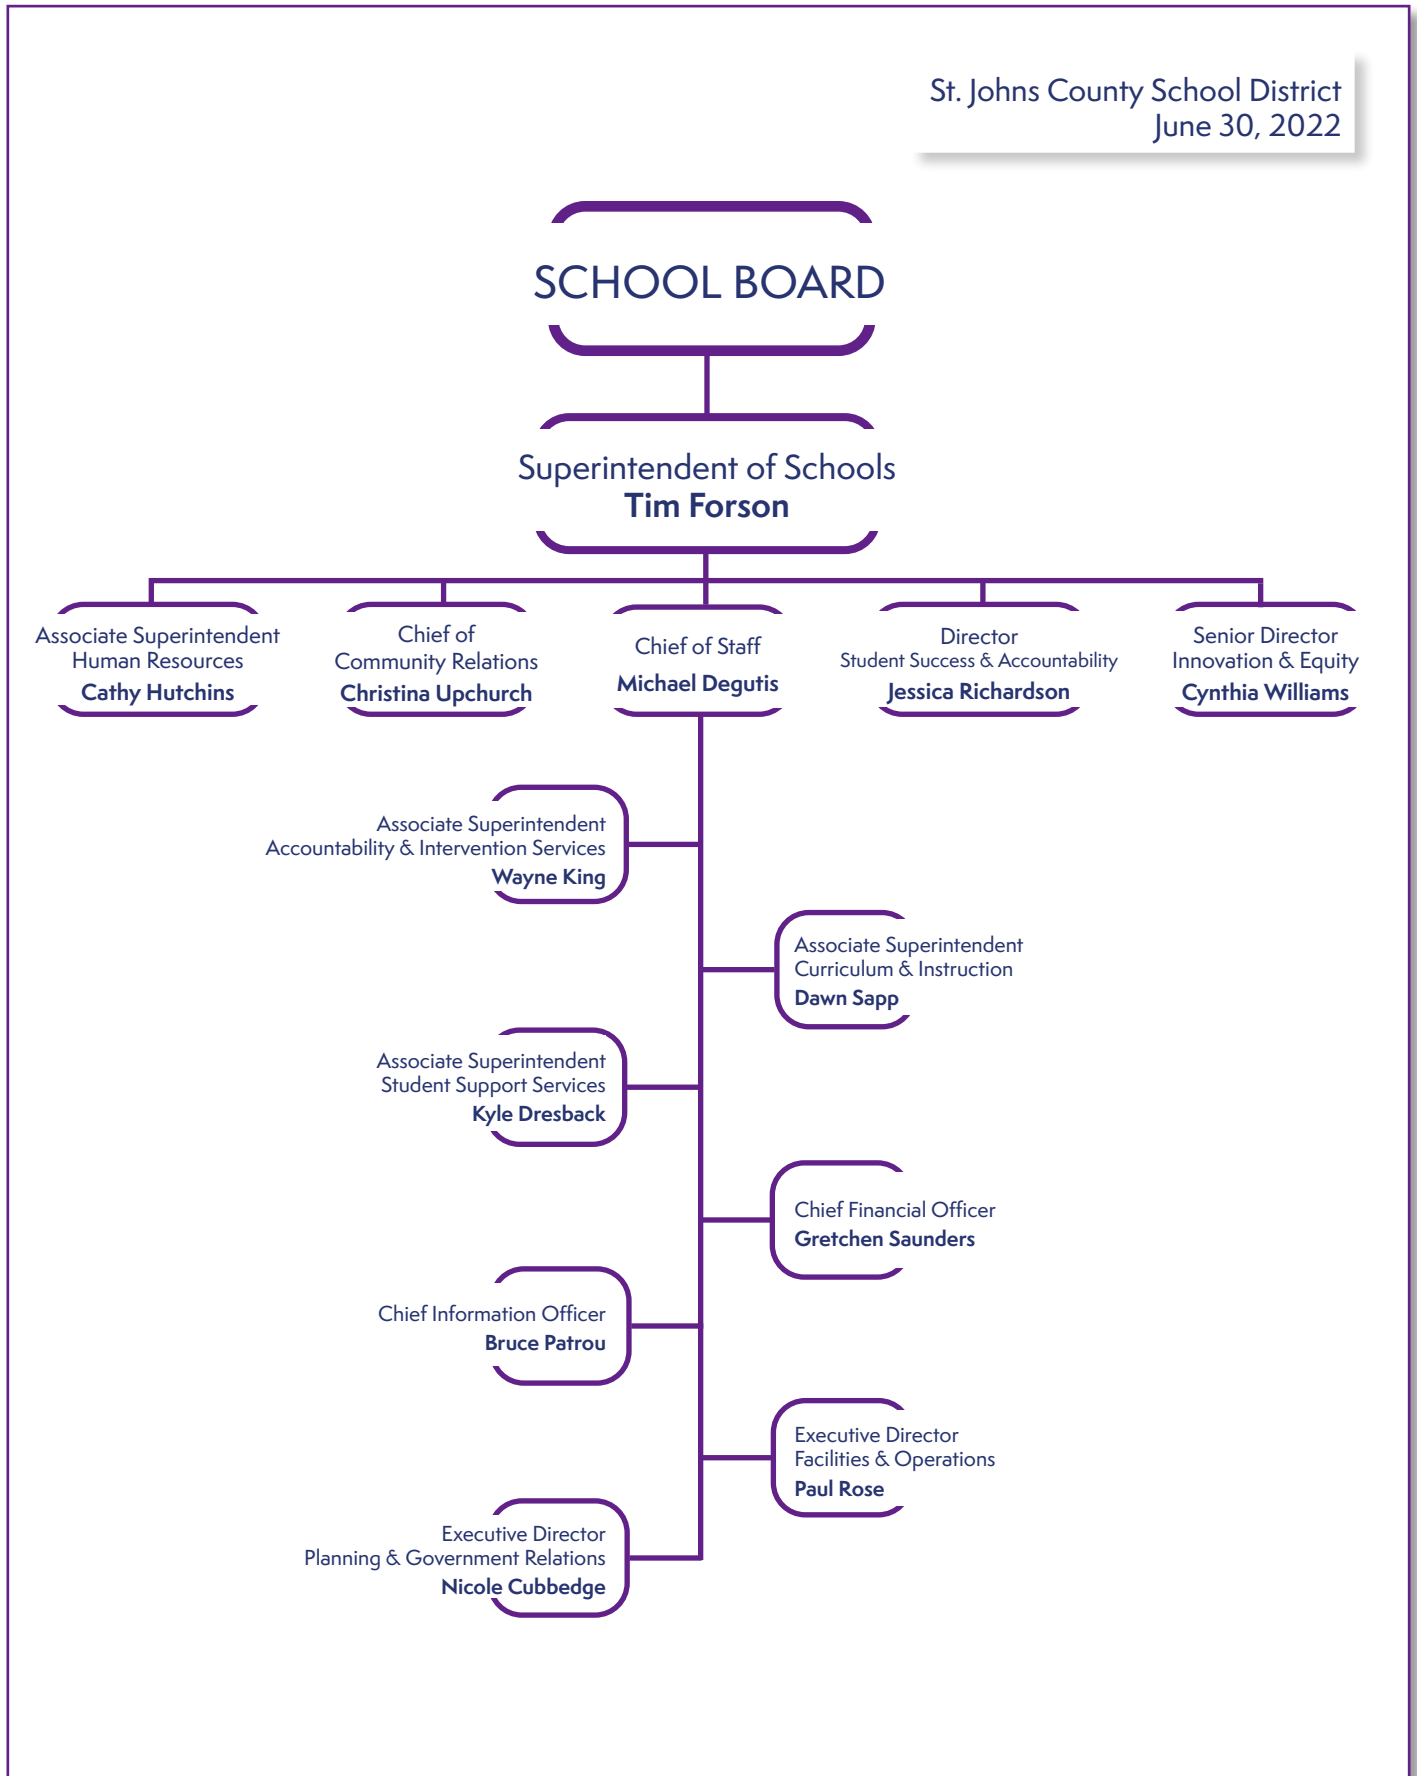 St. Johns County School District
June 30, 2022
SCHOOL BOARD
Superintendent of Schools
Tim Forson
Associate Superintendent
Human Resources
Cathy Hutchins
Chief of
Community Relations
Christina Upchurch
Chief of Staff
Michael Degutis
Director
Student Success & Accountability
Jessica Richardson
Senior Director
Innovation & Equity
Cynthia Williams
Associate Superintendent
Accountability & Intervention Services
Wayne King
Associate Superintendent
Curriculum & Instruction
Dawn Sapp
Associate Superintendent
Student Support Services
Kyle Dresback
Chief Financial Officer
Gretchen Saunders
Chief Information Officer
Bruce Patrou
Executive Director
Facilities & Operations
Paul Rose
Executive Director
Planning & Government Relations
Nicole Cubbedge